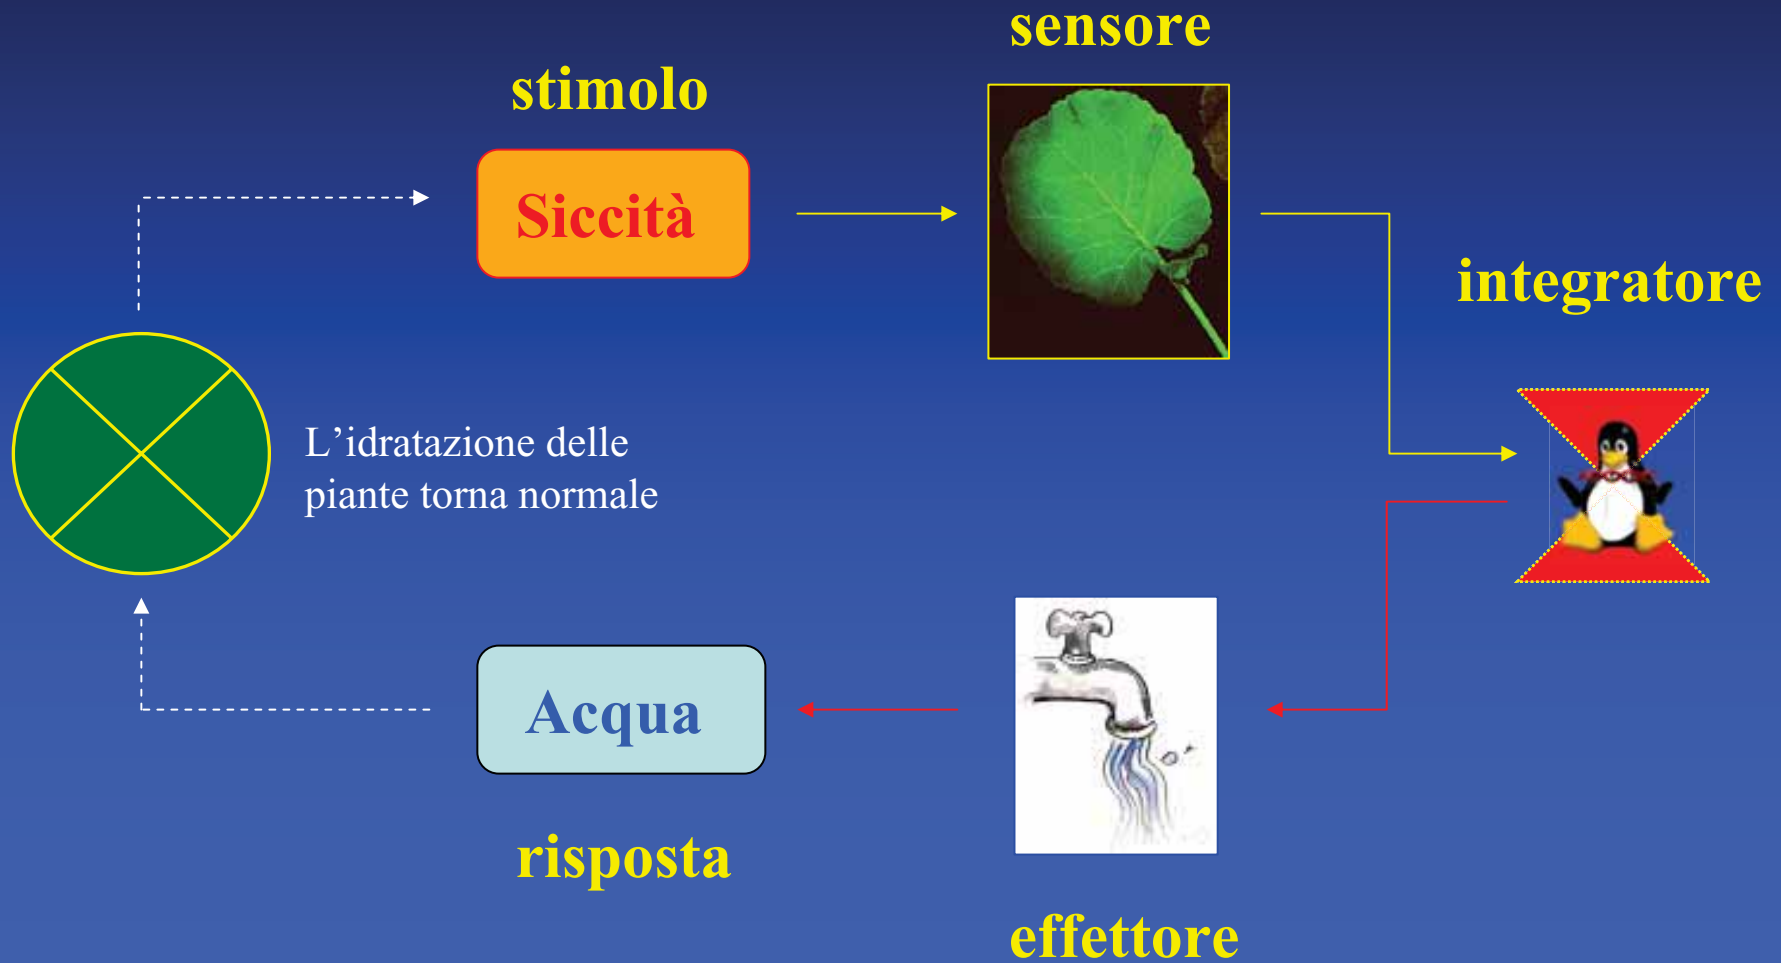 sensore
stimolo
Siccità
integratore
L’idratazione delle
piante torna normale
Acqua
risposta
effettore